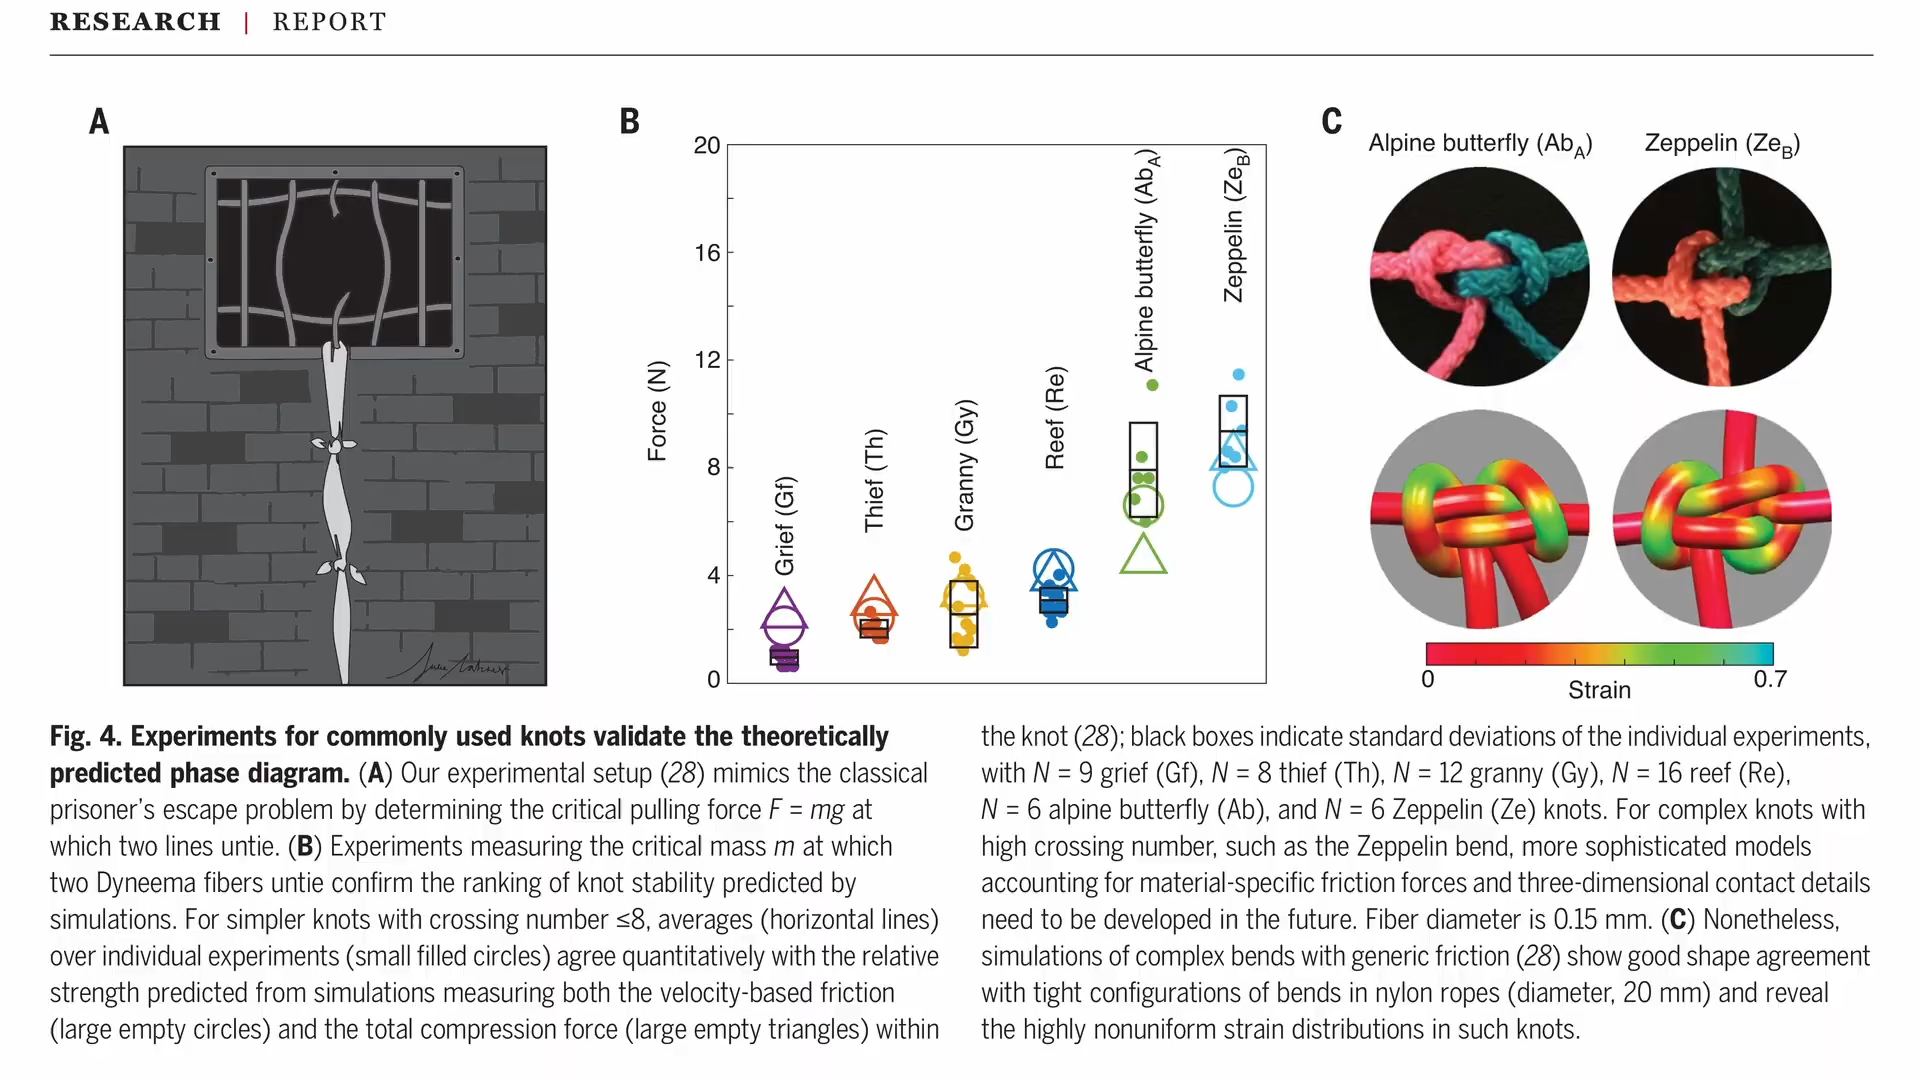 RESEARCH | REPORT
A
B
20
16
12
8
4
0
Force (N)
Grief (Gf)
Thief (Th)
Granny (Gy)
Reef (Re)
Alpine butterfly (AbA)
Zeppelin (ZeB)
C
Alpine butterfly (AbA)
Zeppelin (ZeB)
0
0.7
Strain
Fig. 4. Experiments for commonly used knots validate the theoretically
predicted phase diagram. (A) Our experimental setup (28) mimics the classical
prisoner's escape problem by determining the critical pulling force F = mg at
which two lines untie. (B) Experiments measuring the critical mass m at which
two Dyneema fibers untie confirm the ranking of knot stability predicted by
simulations. For simpler knots with crossing number ≤8, averages (horizontal lines)
over individual experiments (small filled circles) agree quantitatively with the relative
strength predicted from simulations measuring both the velocity-based friction
(large empty circles) and the total compression force (large empty triangles) within
the knot (28); black boxes indicate standard deviations of the individual experiments,
with N = 9 grief (Gf), N = 8 thief (Th), N = 12 granny (Gy), N = 16 reef (Re),
N = 6 alpine butterfly (Ab), and N = 6 Zeppelin (Ze) knots. For complex knots with
high crossing number, such as the Zeppelin bend, more sophisticated models
accounting for material-specific friction forces and three-dimensional contact details
need to be developed in the future. Fiber diameter is 0.15 mm. (C) Nonetheless,
simulations of complex bends with generic friction (28) show good shape agreement
with tight configurations of bends in nylon ropes (diameter, 20 mm) and reveal
the highly nonuniform strain distributions in such knots.